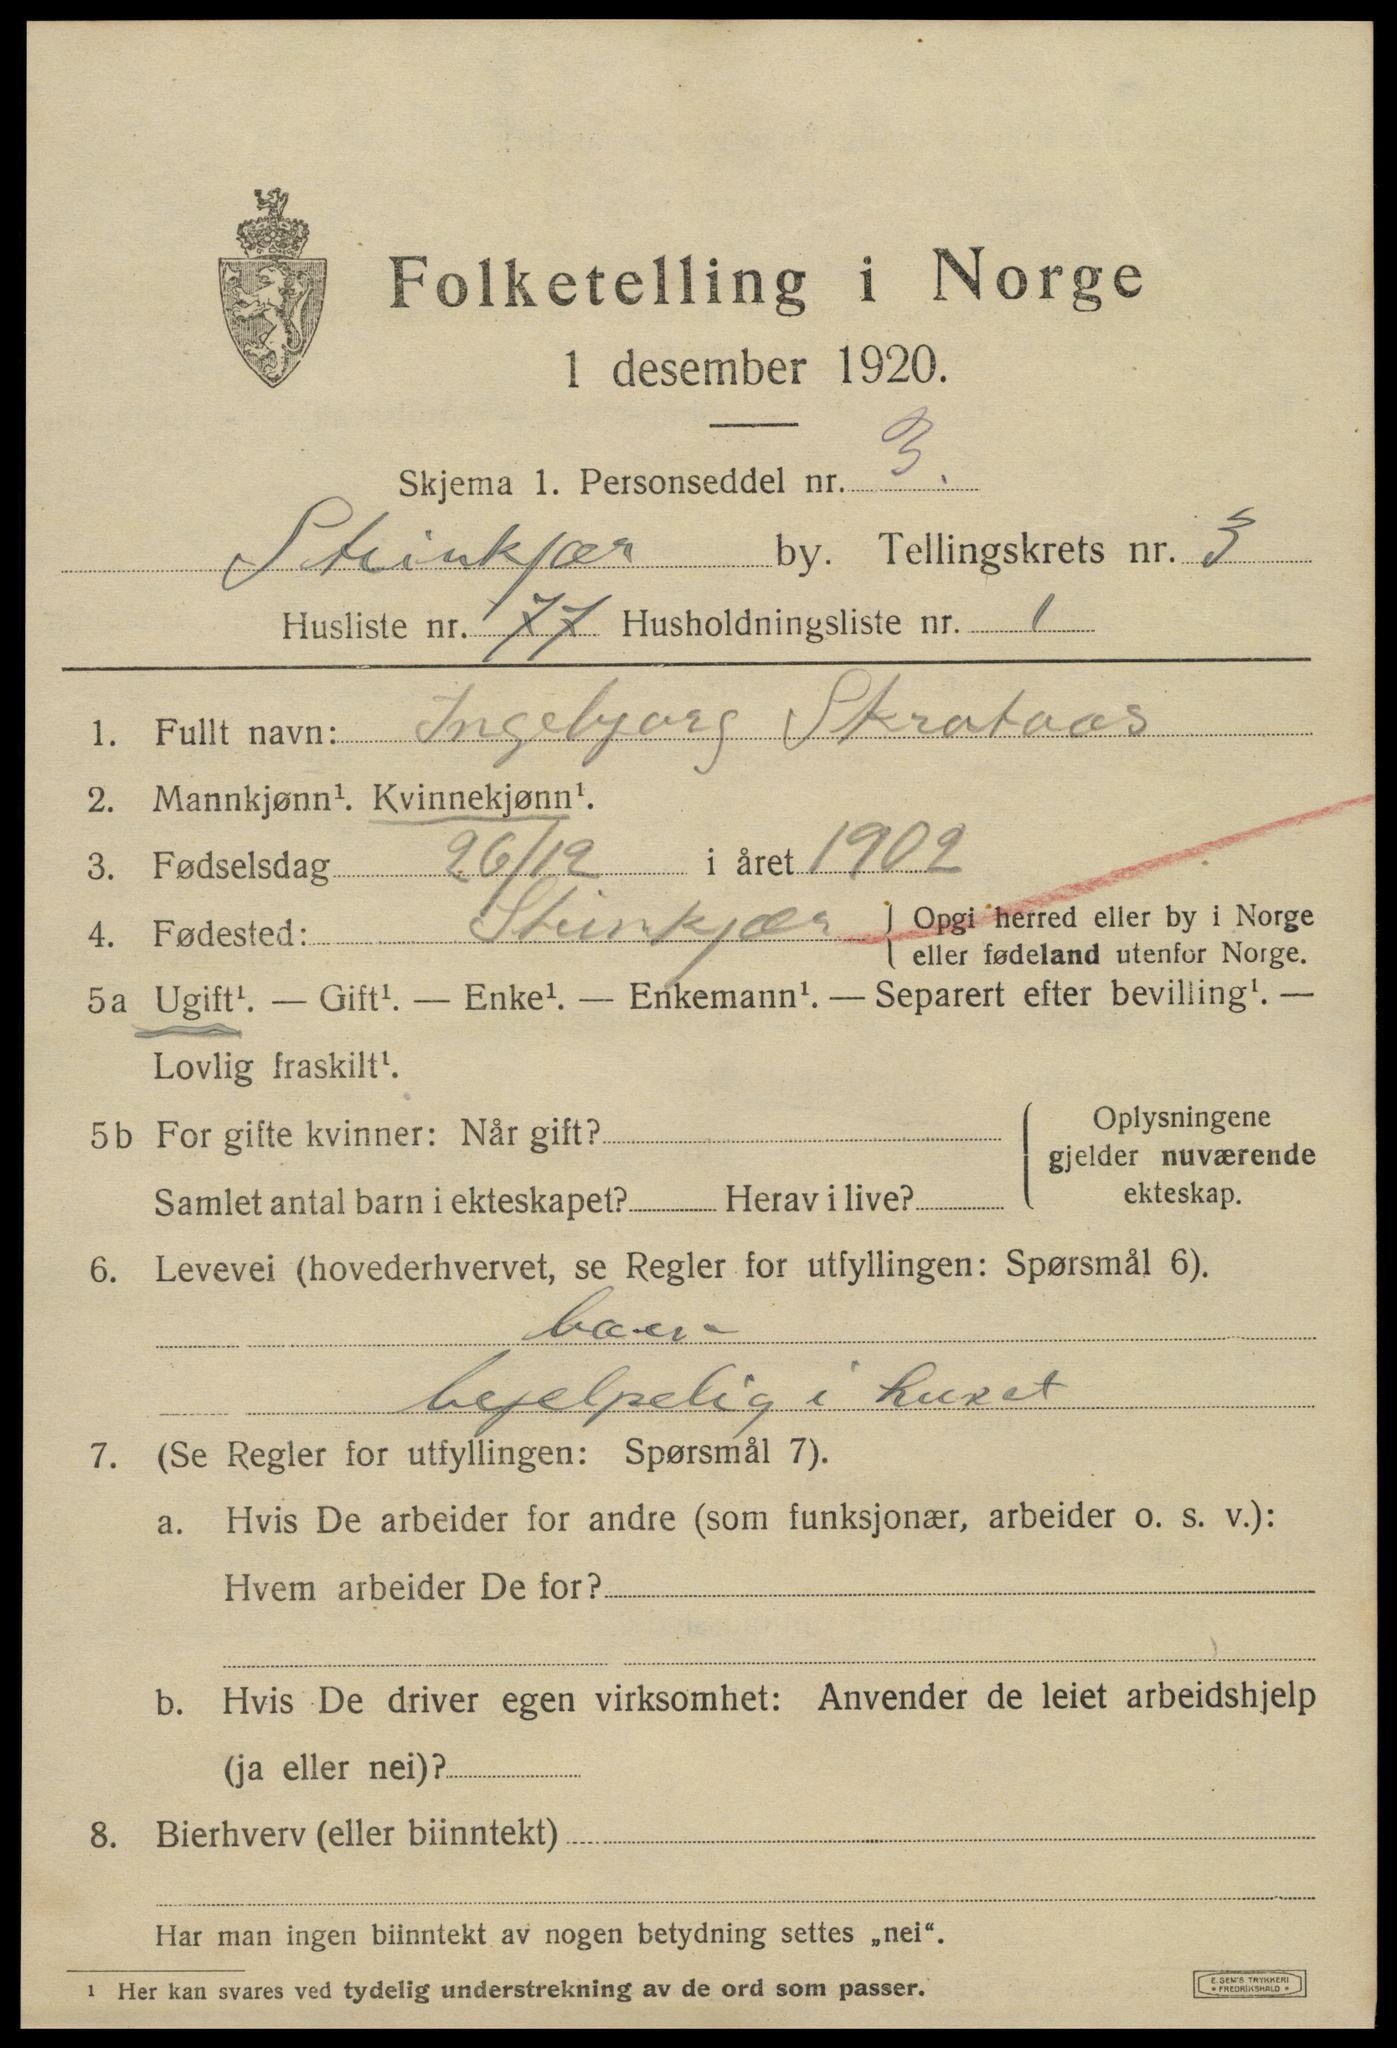 Folketelling i Norge
1 desember 1920.
Skjema 1. Personseddel nr. 3.
Steinkjær by. Tellingskrets nr. 3
Husliste nr. 77 Husholdningsliste nr. 1
1. Fullt navn: Ingebjorg Skrataas
2. Mannkjønn¹. Kvinnekjønn¹.
3. Fødselsdag 26/12 i året 1902
4. Fødested: Steinkjær { Opgi herred eller by i Norge
eller fødeland utenfor Norge.
5a Ugift¹. — Gift¹. — Enke¹. — Enkemann¹. — Separert efter bevilling¹. —
Lovlig fraskilt¹.
5b For gifte kvinner: Når gift?
Samlet antal barn i ekteskapet? Herav i live?
Oplysningene
gjelder nuværende
ekteskap.
6. Levevei (hovederhvervet, se Regler for utfyllingen: Spørsmål 6).
hjelpelig i huset
7. (Se Regler for utfyllingen: Spørsmål 7).
a. Hvis De arbeider for andre (som funksjonær, arbeider o. s. v.):
Hvem arbeider De for?
b. Hvis De driver egen virksomhet: Anvender de leiet arbeidshjelp
(ja eller nei)?
8. Bierhverv (eller biinntekt)
Har man ingen biinntekt av nogen betydning settes „nei“.
1 Her kan svares ved tydelig understrekning av de ord som passer.
E. SEM'S TRYKKERI
FREDRIKSHALD